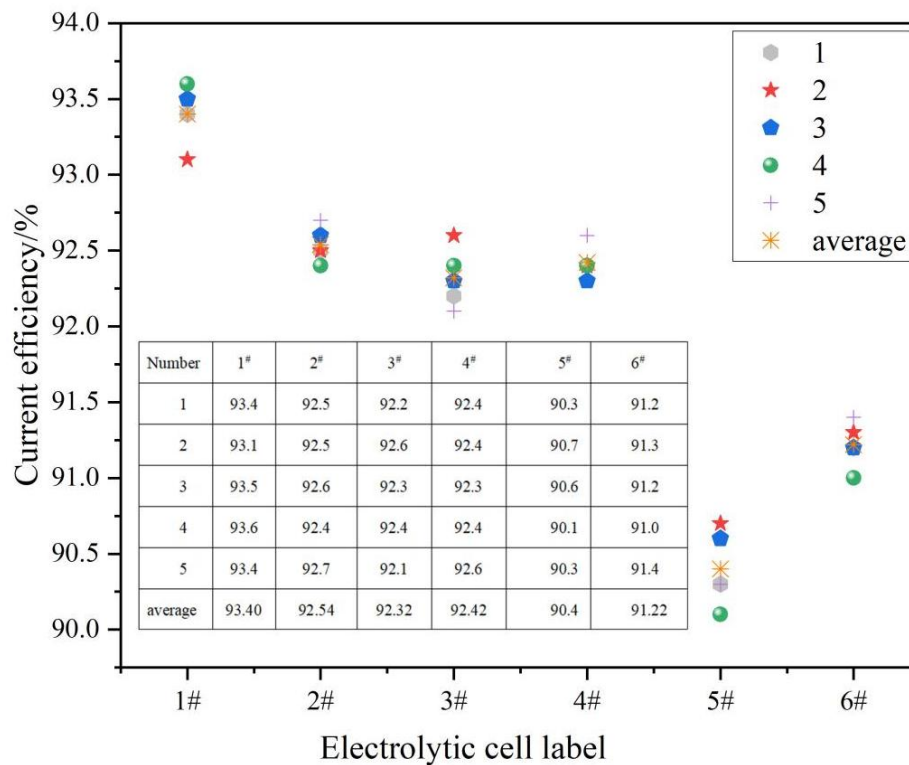 94.0
93.5
93.0
92.5
92.0
91.5
91.0
90.5
90.0
Current efficiency/%
1
2
3
4
5
average
Number 1# 2# 3# 4# 5# 6#
1 93.4 92.5 92.2 92.4 90.3 91.2
2 93.1 92.5 92.6 92.4 90.7 91.3
3 93.5 92.6 92.3 92.3 90.6 91.2
4 93.6 92.4 92.4 92.4 90.1 91.0
5 93.4 92.7 92.1 92.6 90.3 91.4
average 93.40 92.54 92.32 92.42 90.4 91.22
1# 2# 3# 4# 5# 6#
Electrolytic cell label